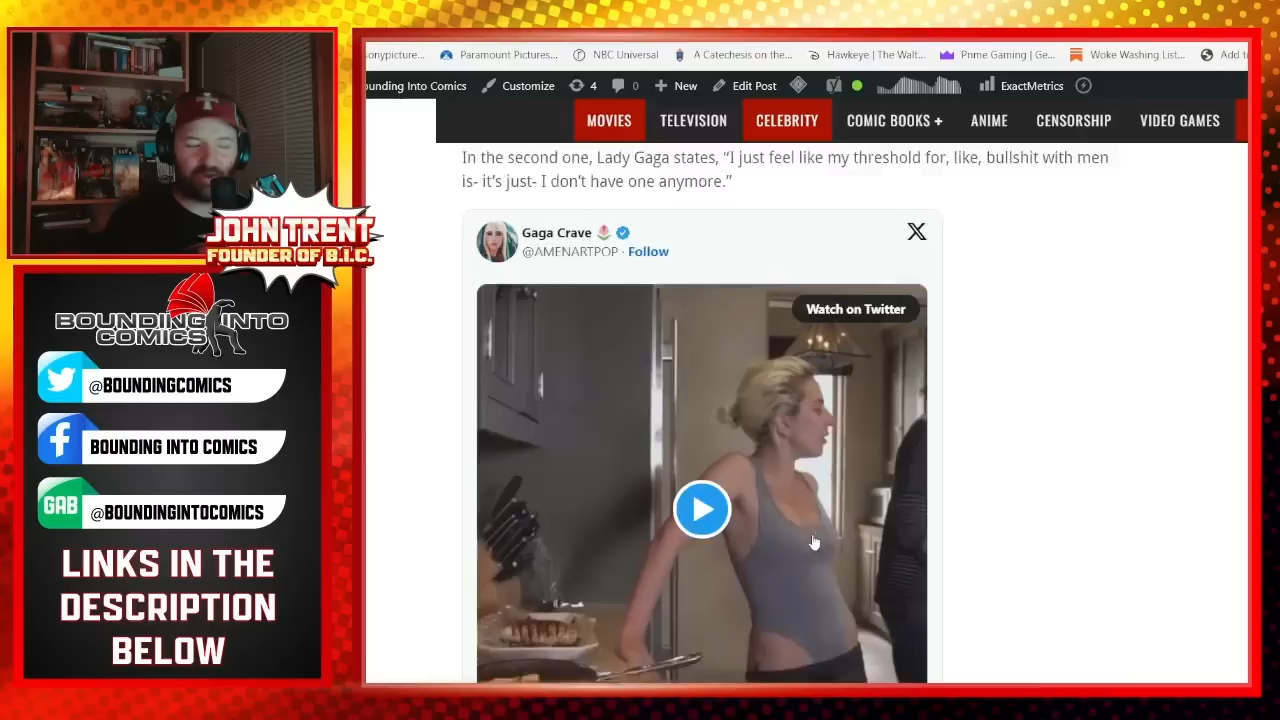 JOHN TRENT
FOUNDER OF B.I.C.
BOUNDING INTO
COMICS
@BOUNDINGCOMICS
BOUNDING INTO COMICS
GAB
@BOUNDINGINTOCOMICS
LINKS IN THE
DESCRIPTION
BELOW
Paramount Pictures... NBC Universal A Catechesis on the... Hawkeye | The Walt... Prime Gaming | Ge... Woke Washing List...
Into Comics Customize 4 0 New Edit Post ExactMetrics
MOVIES TELEVISION CELEBRITY COMIC BOOKS + ANIME CENSORSHIP VIDEO GAMES
In the second one, Lady Gaga states, “I just feel like my threshold for, like, bullshit with men
is- it’s just- I don’t have one anymore.”
Gaga Crave
@AMENARTPOP · Follow
Watch on Twitter